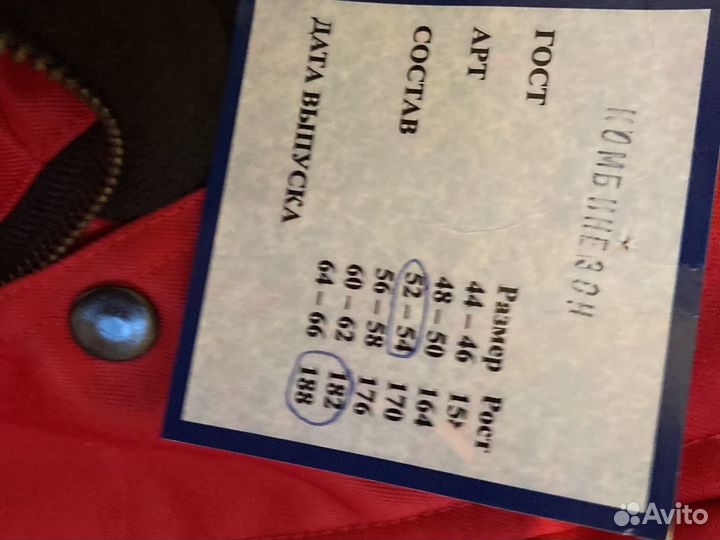 КОМБИНЕЗОН
ГОСТ
АРТ
СОСТАВ
ДАТА ВЫПУСКА
Размер Рост
44 – 46
48 – 50 164
52 – 54 170
56 – 58 176
60 – 62 182
64 – 66 188
Avito